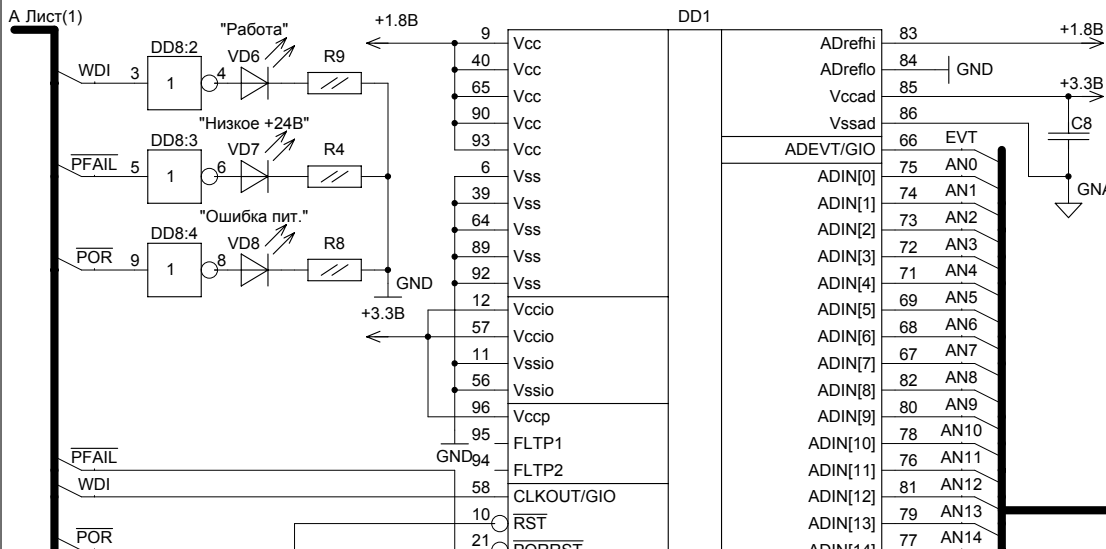 А Лист(1)
+1.8В
DD1
"Работа"
DD8:2
VD6
R9
WDI
3
1
4
"Низкое +24В"
DD8:3
VD7
R4
PFAIL
5
1
6
"Ошибка пит."
DD8:4
VD8
R8
POR
9
1
8
GND
+3.3В
9 Vcc
40 Vcc
65 Vcc
90 Vcc
93 Vcc
6 Vss
39 Vss
64 Vss
89 Vss
92 Vss
12 Vccio
57 Vccio
11 Vssio
56 Vssio
96 Vccp
95 FLTP1
GND
94 FLTP2
PFAIL
WDI
58 CLKOUT/GIO
10 RST
POR
21 PORRST
ADrefhi 83 +1.8В
ADreflo 84 GND
Vccad 85 +3.3В
Vssad 86
C8
ADEVT/GIO 66 EVT
ADIN[0] 75 AN0
ADIN[1] 74 AN1
ADIN[2] 73 AN2
ADIN[3] 72 AN3
ADIN[4] 71 AN4
ADIN[5] 69 AN5
ADIN[6] 68 AN6
ADIN[7] 67 AN7
ADIN[8] 82 AN8
ADIN[9] 80 AN9
ADIN[10] 78 AN10
ADIN[11] 76 AN11
ADIN[12] 81 AN12
ADIN[13] 79 AN13
ADIN[14] 77 AN14